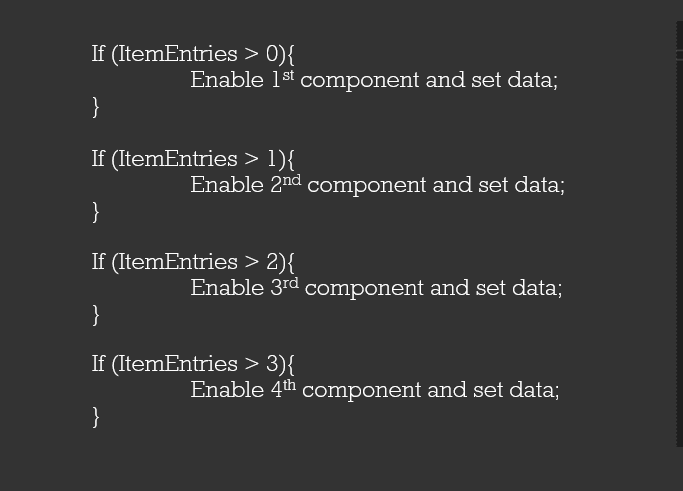 If (ItemEntries > 0){
Enable 1st component and set data;
}
If (ItemEntries > 1){
Enable 2nd component and set data;
}
If (ItemEntries > 2){
Enable 3rd component and set data;
}
If (ItemEntries > 3){
Enable 4th component and set data;
}